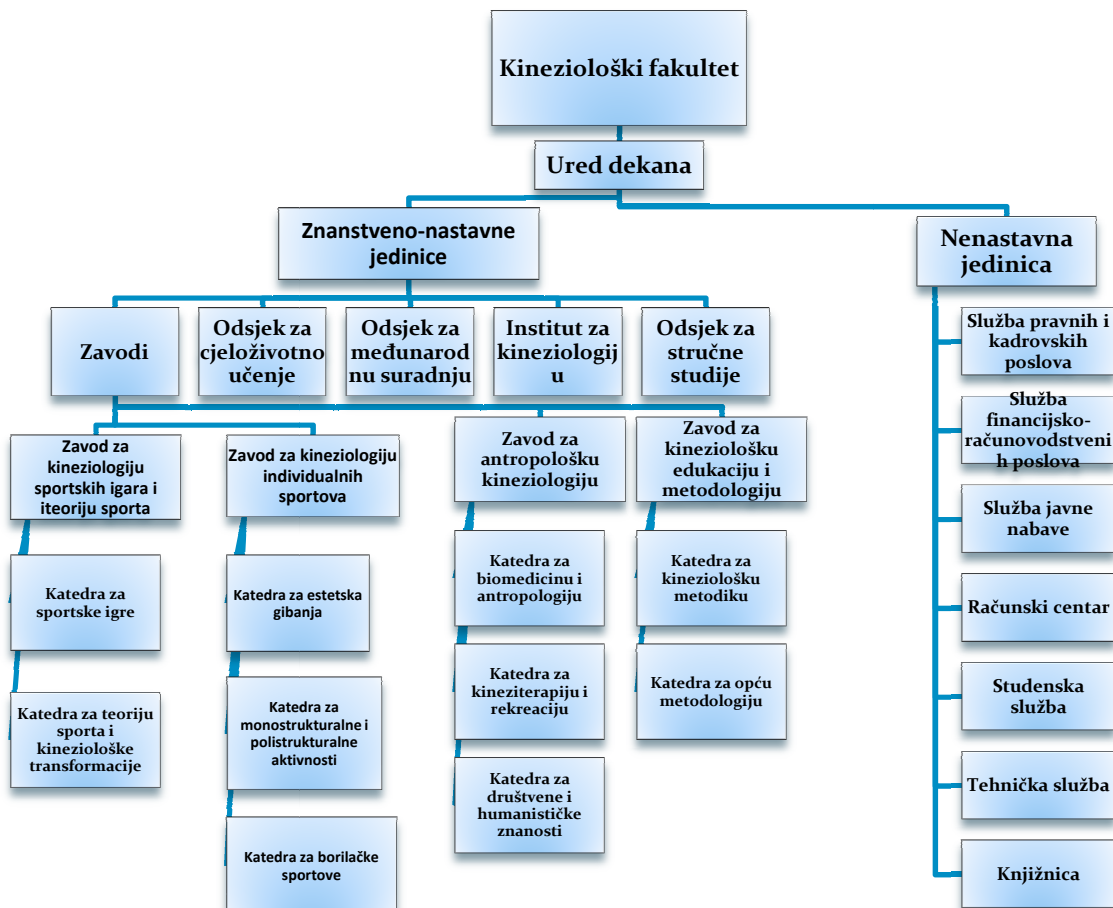 Kineziološki fakultet
Ured dekana
Znanstveno-nastavne
jedinice
Nenastavna
jedinica
Zavodi
Odsjek za
cjeloživotno
učenje
Odsjek za
međunarod
nu suradnju
Institut za
kineziologij
u
Odsjek za
stručne
studije
Zavod za
kineziologiju
sportskih igara i
iteoriju sporta
Katedra za
sportske igre
Katedra za teoriju
sporta i
kineziološke
transformacije
Zavod za kineziologiju
individualnih
sportova
Katedra za estetska
gibanja
Katedra za
monostrukturalne i
polistrukturalne
aktivnosti
Katedra za borilačke
sportove
Zavod za
antropološku
kineziologiju
Katedra za
biomedicinu i
antropologiju
Katedra za
kineziterapiju i
rekreaciju
Katedra za
društvene i
humanističke
znanosti
Zavod za
kineziološku
edukaciju i
metodologiju
Katedra za
kineziološku
metodiku
Katedra za opću
metodologiju
Služba pravnih i
kadrovskih
poslova
Služba
financijsko-
računovodstveni
h poslova
Služba javne
nabave
Računski centar
Studenska
služba
Tehnička služba
Knjižnica